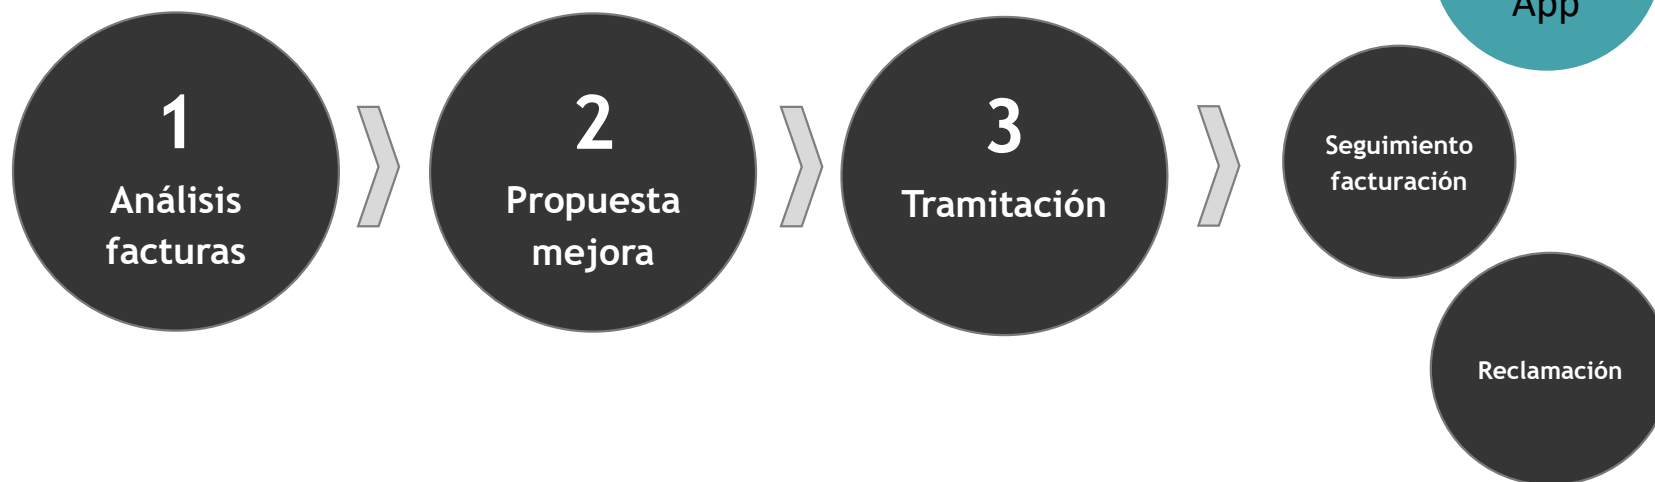 1
Análisis
facturas
2
Propuesta
mejora
3
Tramitación
App
Seguimiento
facturación
Reclamación